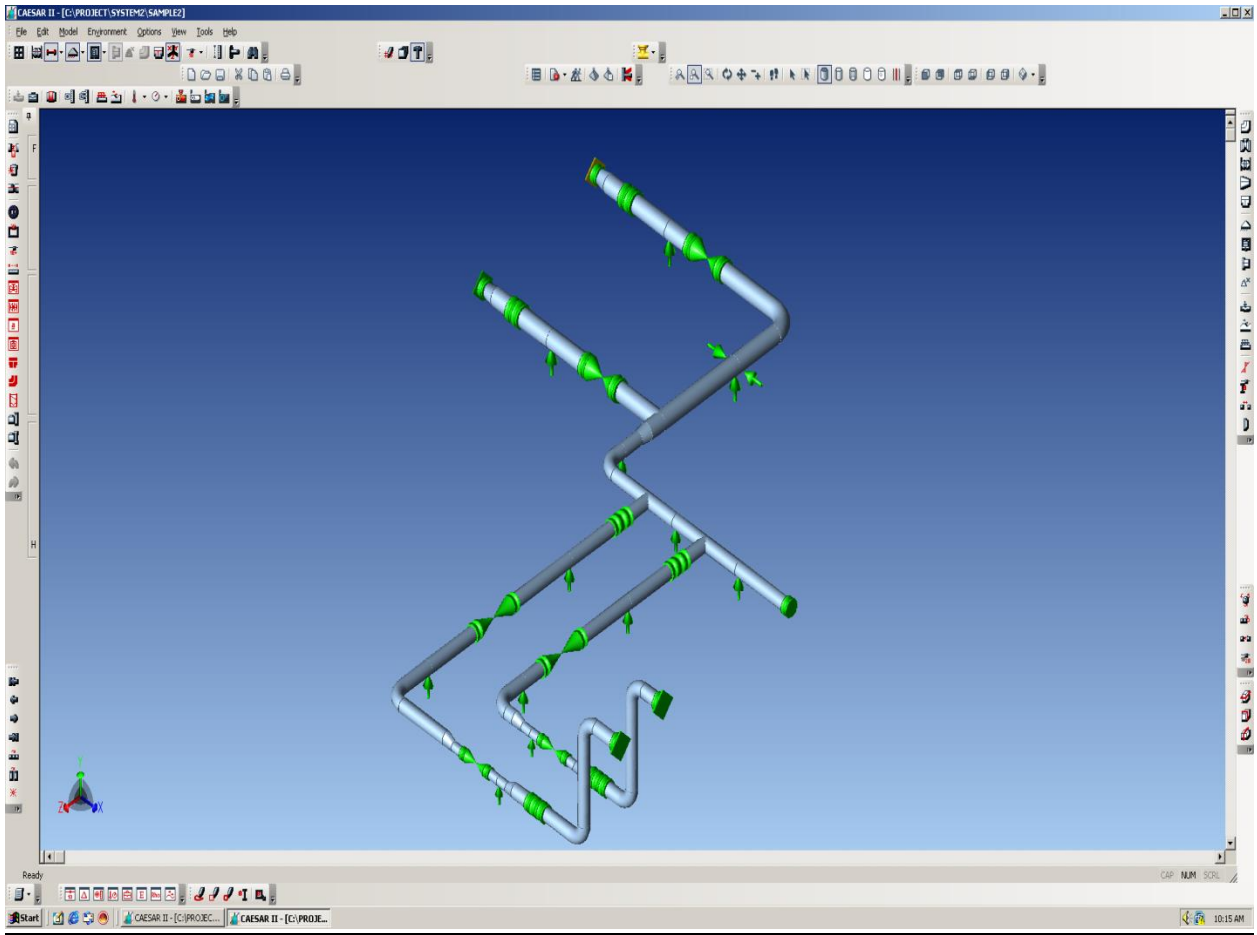 CAESAR II - [C:\PROJECT\SYSTEM2\SAMPLE2]
File Edit Model Environment Options View Tools Help
F
H
Y
Z X
Ready
CAP NUM SCRL
Start CAESAR II - [C:\PROJEC... CAESAR II - [C:\PROJE... 10:15 AM